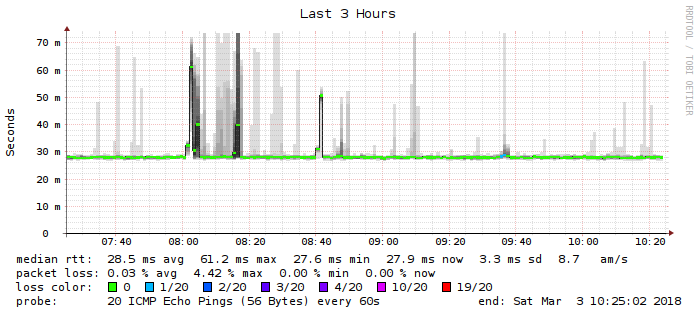 Last 3 Hours
RRDTOOL / TOBI OETIKER
Seconds
70 m
60 m
50 m
40 m
30 m
20 m
10 m
0
07:40 08:00 08:20 08:40 09:00 09:20 09:40 10:00 10:20
median rtt: 28.5 ms avg 61.2 ms max 27.6 ms min 27.9 ms now 3.3 ms sd 8.7 am/s
packet loss: 0.03 % avg 4.42 % max 0.00 % min 0.00 % now
loss color: 0 1/20 2/20 3/20 4/20 10/20 19/20
probe: 20 ICMP Echo Pings (56 Bytes) every 60s end: Sat Mar 3 10:25:02 2018